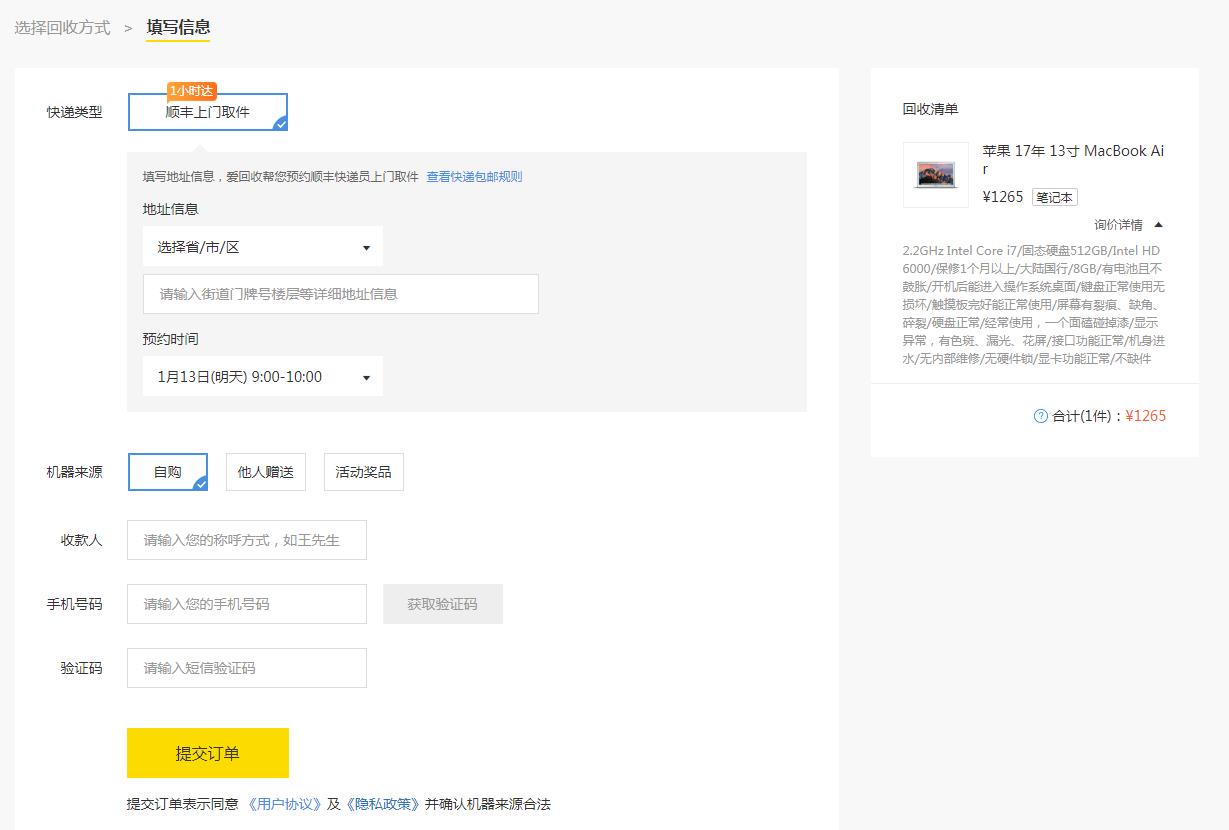 选择回收方式 > 填写信息
快递类型
1小时达
顺丰上门取件
填写地址信息，爱回收帮您预约顺丰快递员上门取件 查看快递包邮规则
地址信息
选择省/市/区
请输入街道门牌号楼层等详细地址信息
预约时间
1月13日(明天) 9:00-10:00
机器来源 自购 他人赠送 活动奖品
收款人 请输入您的称呼方式，如王先生
手机号码 请输入您的手机号码 获取验证码
验证码 请输入短信验证码
提交订单
提交订单表示同意《用户协议》及《隐私政策》并确认机器来源合法
回收清单
苹果 17年 13寸 MacBook Ai
r
¥1265 笔记本
询价详情
2.2GHz Intel Core i7/固态硬盘512GB/Intel HD
6000/保修1个月以上/大陆国行/8GB/有电池且不
鼓胀/开机后能进入操作系统桌面/键盘正常使用无
损坏/触摸板完好能正常使用/屏幕有裂痕、缺角、
碎裂/硬盘正常/经常使用，一个面磕碰掉漆/显示
异常，有色斑、漏光、花屏/接口功能正常/机身进
水/无内部维修/无硬件锁/显卡功能正常/不缺件
? 合计(1件)：¥1265